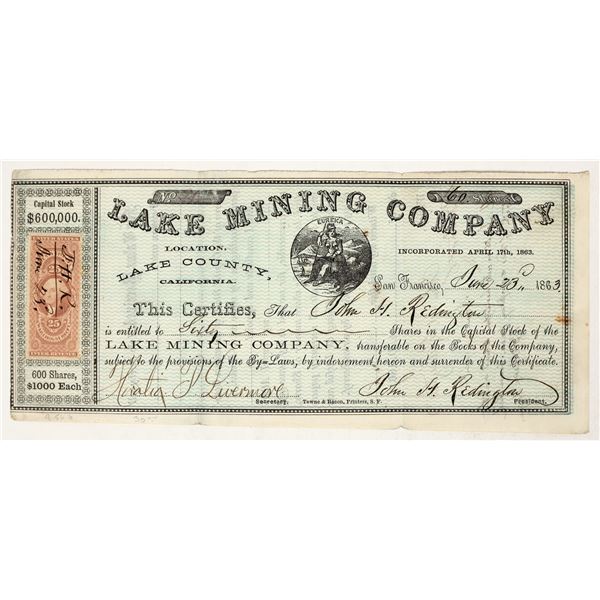 Capital Stock
$600,000.
25
600 Shares,
$1000 Each
No
60 Shares
LAKE MINING COMPANY
EUREKA
LOCATION,
LAKE COUNTY,
CALIFORNIA.
INCORPORATED APRIL 17th, 1863.
San Francisco, June 23d 1863
This Certifies, That John H. Redington
is entitled to Sixty Shares in the Capital Stock of the
LAKE MINING COMPANY, transferable on the Books of the Company,
subject to the provisions of the By-Laws, by indorsement hereon and surrender of this Certificate.
Horatio P. Livermore
John H. Redington
Secretary.
Towne & Bacon, Printers, S. F.
President.